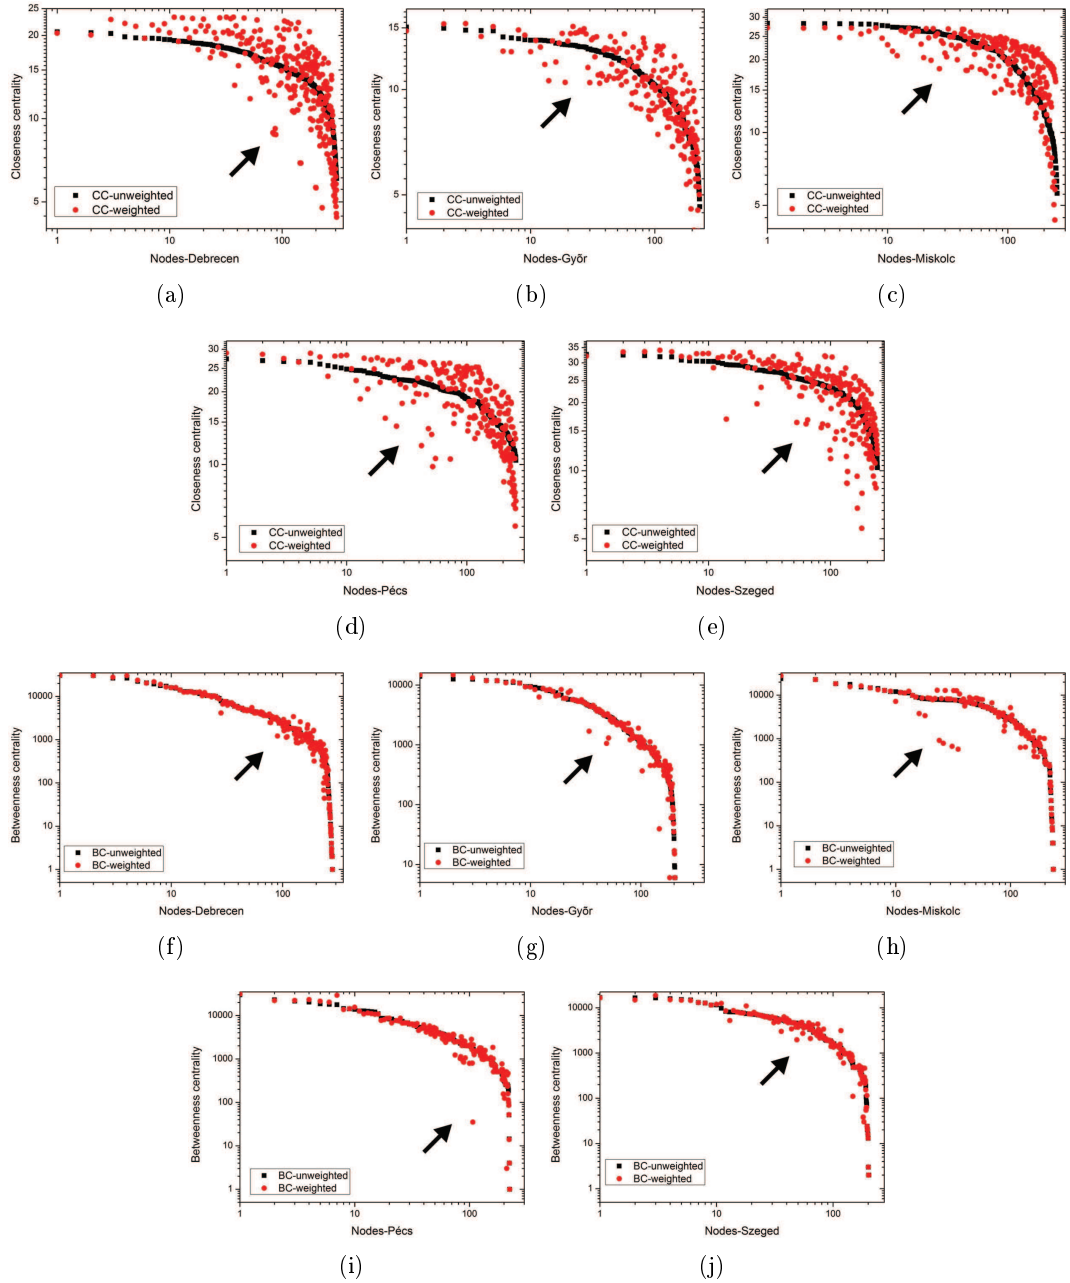 25
20
15
10
5
Closeness centrality
CC-unweighted
CC-weighted
1
10
100
Nodes-Debrecen
(a)
15
10
5
Closeness centrality
CC-unweighted
CC-weighted
1
10
100
Nodes-Győr
(b)
30
25
20
15
10
5
Closeness centrality
CC-unweighted
CC-weighted
1
10
100
Nodes-Miskolc
(c)
30
20
15
10
5
Closeness centrality
CC-unweighted
CC-weighted
1
10
100
Nodes-Pécs
(d)
35
30
25
20
15
10
5
Closeness centrality
CC-unweighted
CC-weighted
1
10
100
Nodes-Szeged
(e)
10000
1000
100
10
1
Betweenness centrality
BC-unweighted
BC-weighted
1
10
100
Nodes-Debrecen
(f)
10000
1000
100
10
Betweenness centrality
BC-unweighted
BC-weighted
1
10
100
Nodes-Győr
(g)
10000
1000
100
10
1
Betweenness centrality
BC-unweighted
BC-weighted
1
10
100
Nodes-Miskolc
(h)
10000
1000
100
10
1
Betweenness centrality
BC-unweighted
BC-weighted
1
10
100
Nodes-Pécs
(i)
10000
1000
100
10
1
Betweenness centrality
BC-unweighted
BC-weighted
1
10
100
Nodes-Szeged
(j)